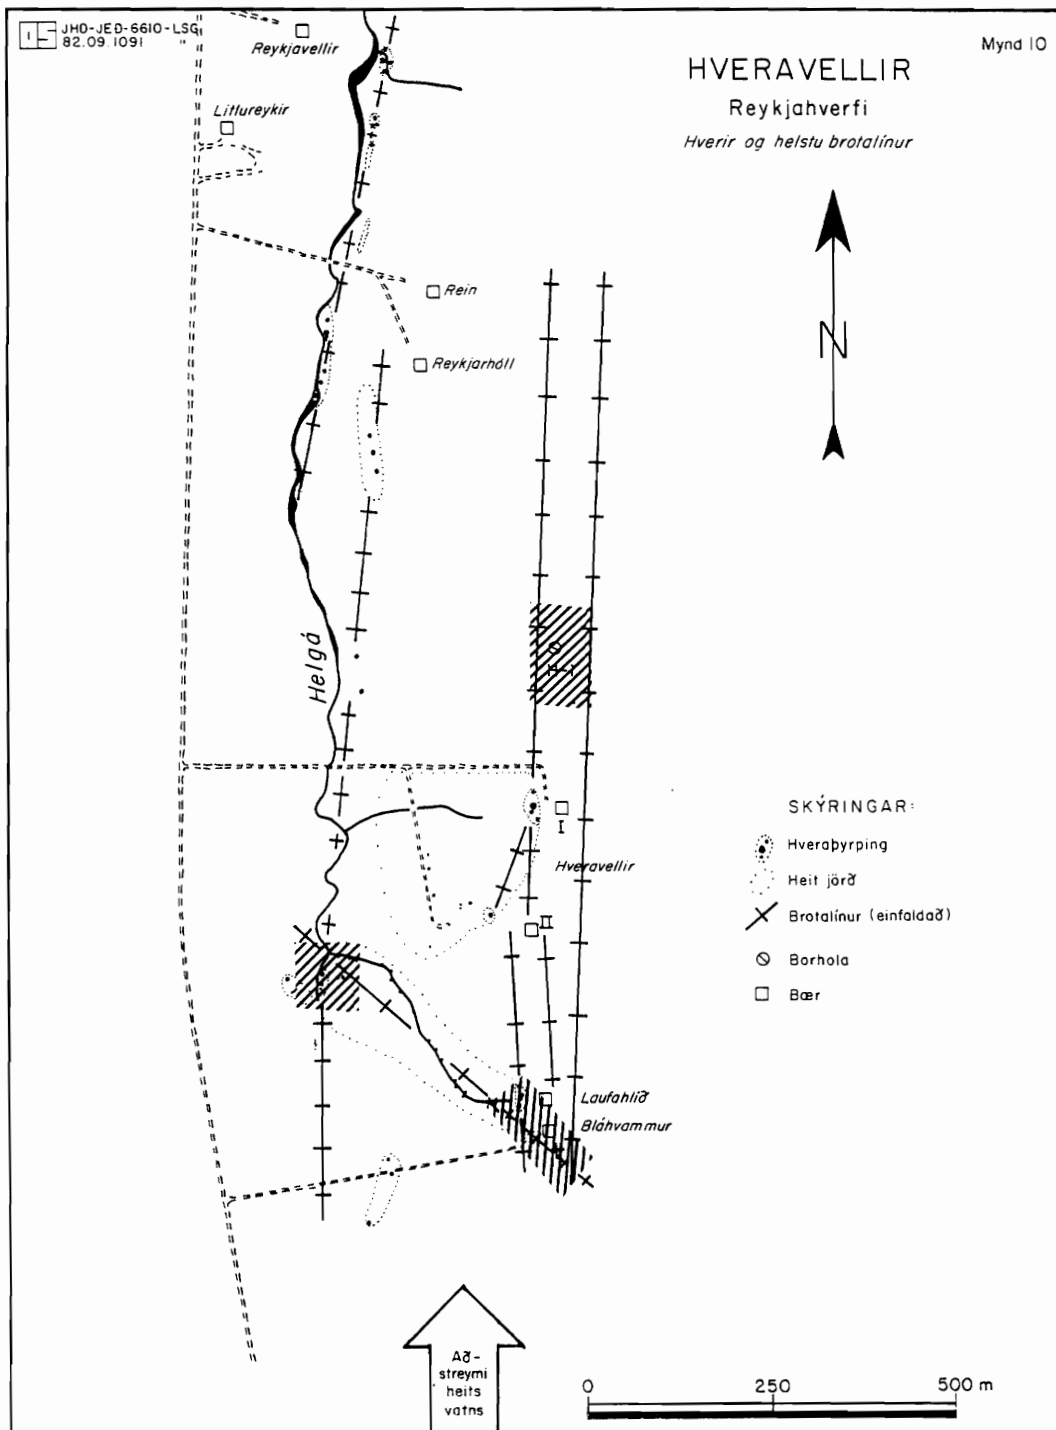 JHD-JED-6610-LSG
82.09.1091 "
Mynd 10
HVERAVELLIR
Reykjahverfi
Hverir og helstu brotalínur
Reykjavellir
Litlureykir
N
Rein
Reykjarhóll
Helgá
1
I
Hveravellir
II
SKÝRINGAR:
Hveraþyrping
Heit jörð
Brotalínur (einfaldað)
Borhola
Bær
Laufahlíð
Bláhvammur
Að-
streymi
heits
vatns
0 250 500 m